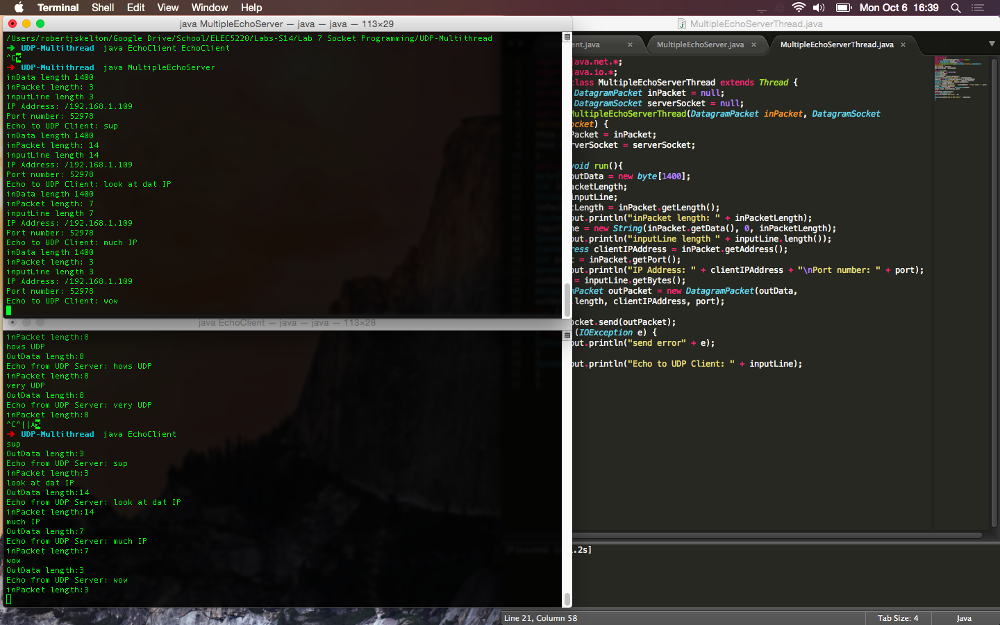 Terminal Shell Edit View Window Help Mon Oct 6 16:39
java MultipleEchoServer — java — java — 113×29
/Users/robertjskelton/Google Drive/School/ELEC5220/Labs-S14/Lab 7 Socket Programming/UDP-Multithread
➜ UDP-Multithread java EchoClient EchoClient
^C
➜ UDP-Multithread java MultipleEchoServer
inData length 1400
inPacket length: 3
inputLine length 3
IP Address: /192.168.1.109
Port number: 52978
Echo to UDP Client: sup
inData length 1400
inPacket length: 14
inputLine length 14
IP Address: /192.168.1.109
Port number: 52978
Echo to UDP Client: look at dat IP
inData length 1400
inPacket length: 7
inputLine length 7
IP Address: /192.168.1.109
Port number: 52978
Echo to UDP Client: much IP
inData length 1400
inPacket length: 3
inputLine length 3
IP Address: /192.168.1.109
Port number: 52978
Echo to UDP Client: wow
java EchoClient — java — java — 113×28
inPacket length:8
hows UDP
OutData length:8
Echo from UDP Server: hows UDP
inPacket length:8
very UDP
OutData length:8
Echo from UDP Server: very UDP
inPacket length:8
^C^[[A
➜ UDP-Multithread java EchoClient
sup
OutData length:3
Echo from UDP Server: sup
inPacket length:3
look at dat IP
OutData length:14
Echo from UDP Server: look at dat IP
inPacket length:14
much IP
OutData length:7
Echo from UDP Server: much IP
inPacket length:7
wow
OutData length:3
Echo from UDP Server: wow
inPacket length:3
MultipleEchoServerThread.java
ent.java × MultipleEchoServer.java × MultipleEchoServerThread.java ×
java.net.*;
java.io.*;
class MultipleEchoServerThread extends Thread {
DatagramPacket inPacket = null;
DatagramSocket serverSocket = null;
MultipleEchoServerThread(DatagramPacket inPacket, DatagramSocket
ocket) {
Packet = inPacket;
rverSocket = serverSocket;
void run(){
outData = new byte[1400];
acketLength;
inputLine;
tLength = inPacket.getLength();
out.println("inPacket length: " + inPacketLength);
ne = new String(inPacket.getData(), 0, inPacketLength);
out.println("inputLine length " + inputLine.length());
ress clientIPAddress = inPacket.getAddress();
t = inPacket.getPort();
out.println("IP Address: " + clientIPAddress + "\nPort number: " + port);
= inputLine.getBytes();
mPacket outPacket = new DatagramPacket(outData,
.length, clientIPAddress, port);
ocket.send(outPacket);
(IOException e) {
out.println("send error" + e);
out.println("Echo to UDP Client: " + inputLine);
.2s]
Line 21, Column 58 Tab Size: 4 Java